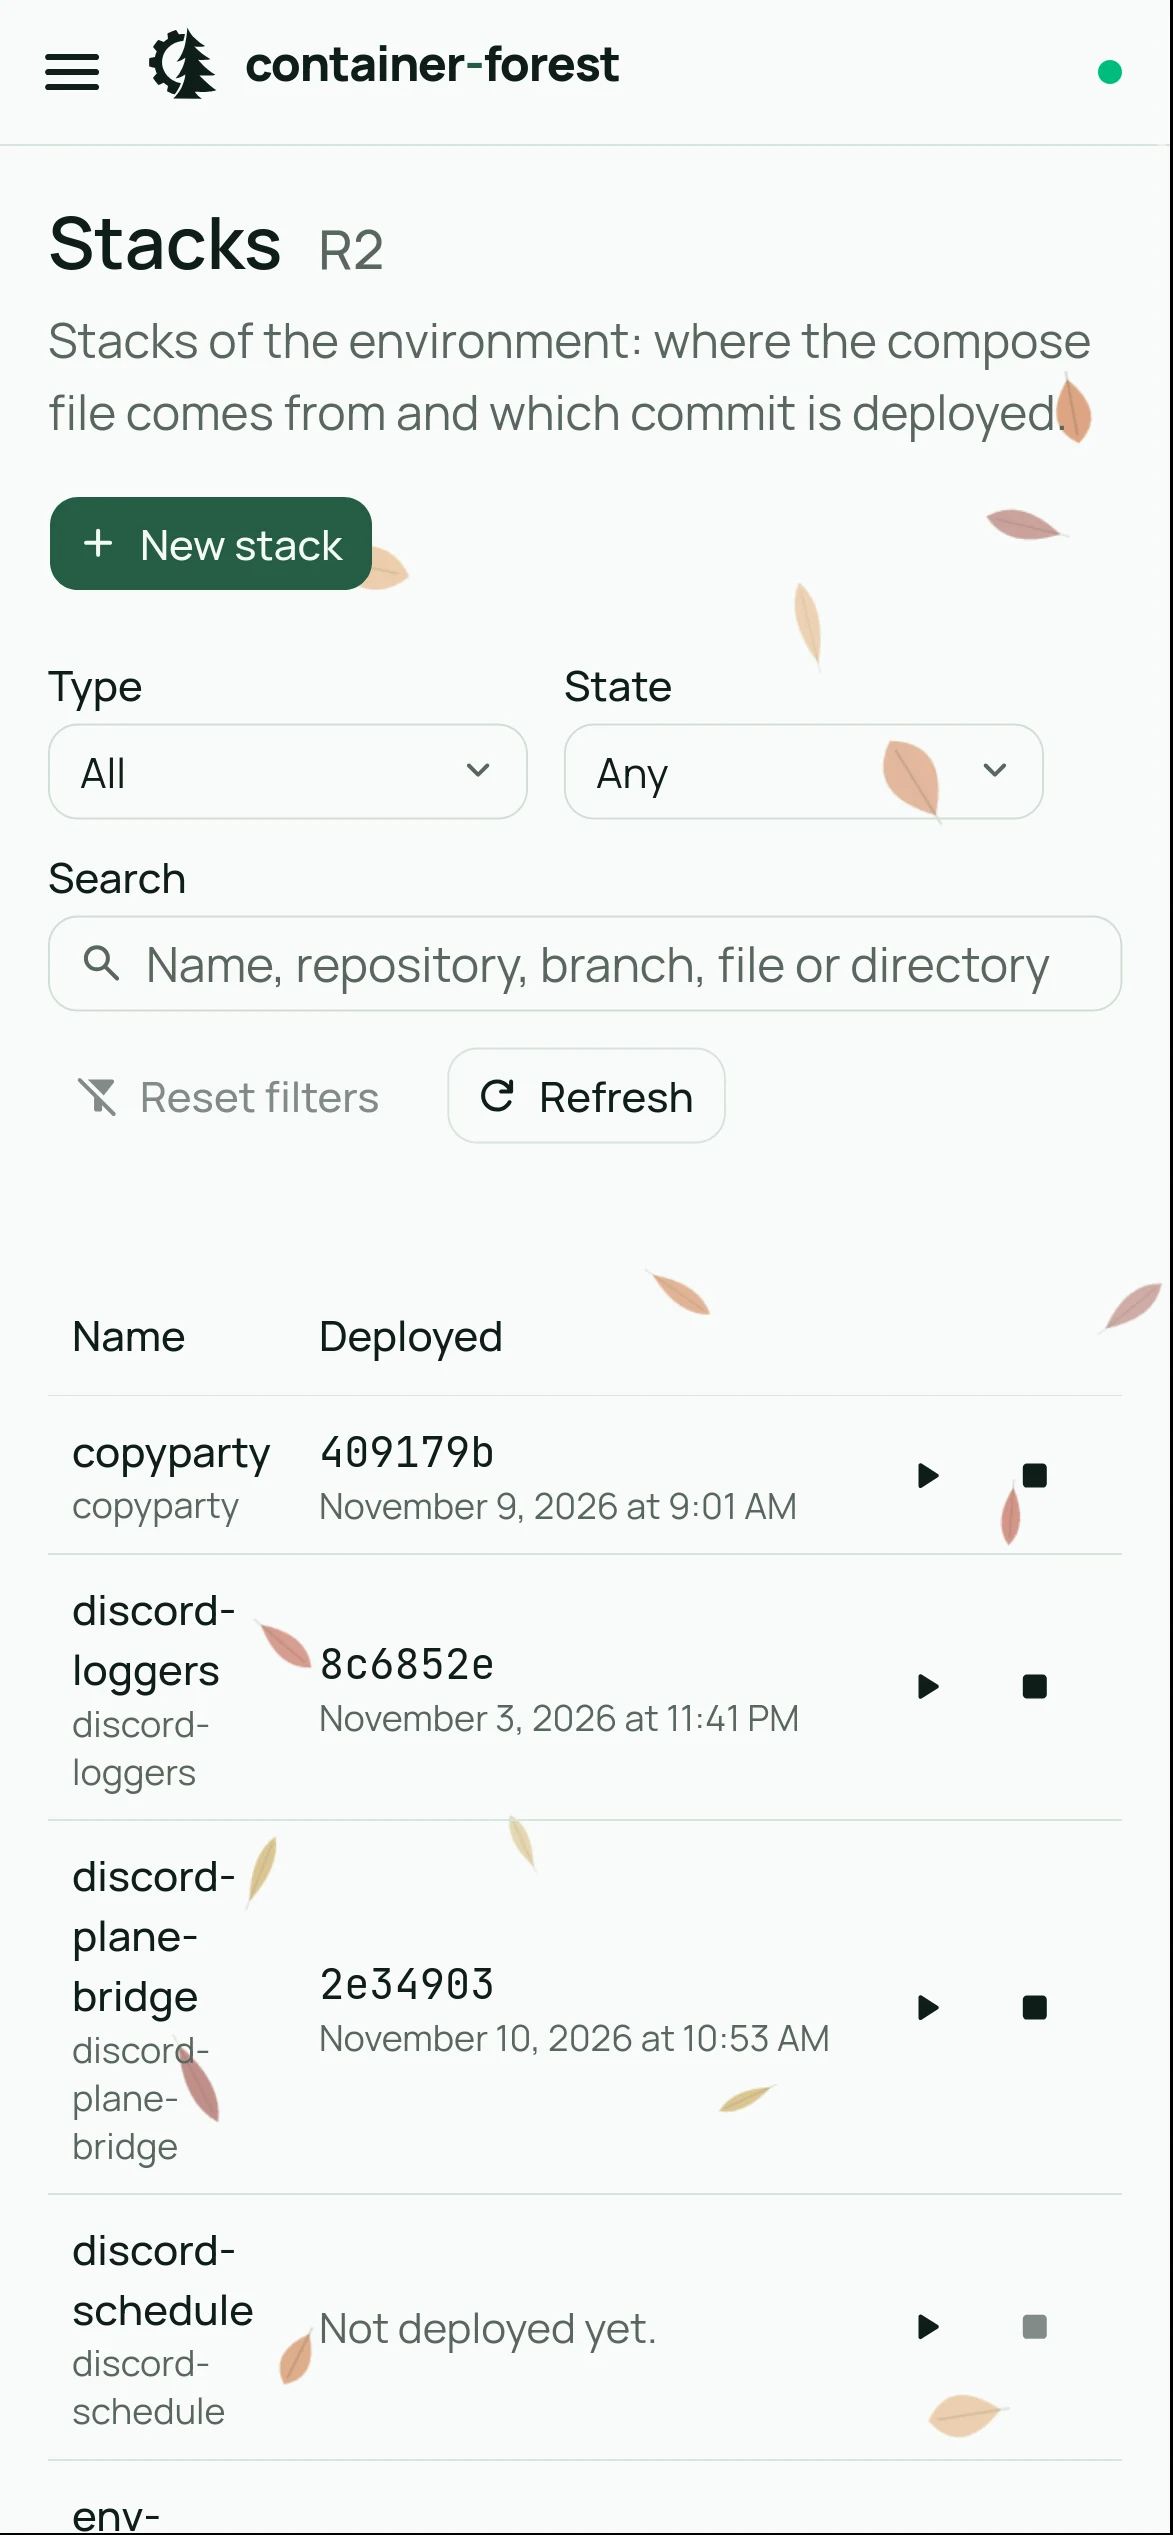 container-forest
Stacks R2
Stacks of the environment: where the compose
file comes from and which commit is deployed.
New stack
Type
State
All
Any
Search
Name, repository, branch, file or directory
Reset filters
Refresh
Name
Deployed
copyparty
copyparty
409179b
November 9, 2026 at 9:01 AM
discord-
loggers
discord-
loggers
8c6852e
November 3, 2026 at 11:41 PM
discord-
plane-
bridge
discord-
plane-
bridge
2e34903
November 10, 2026 at 10:53 AM
discord-
schedule
discord-
schedule
Not deployed yet.
env-